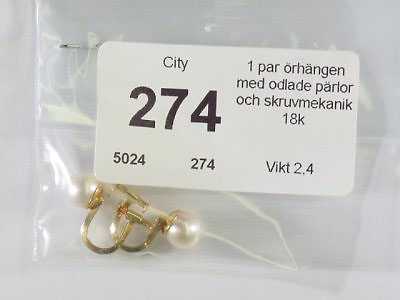 City
274
5024 274
1 par örhängen
med odlade pärlor
och skruvmekanik
18k
Vikt 2,4